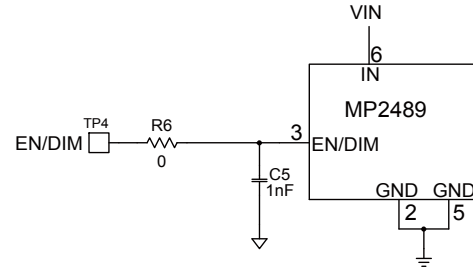 VIN
6
IN
MP2489
TP4
R6
EN/DIM
0
3
EN/DIM
C5
1nF
GND
GND
2
5